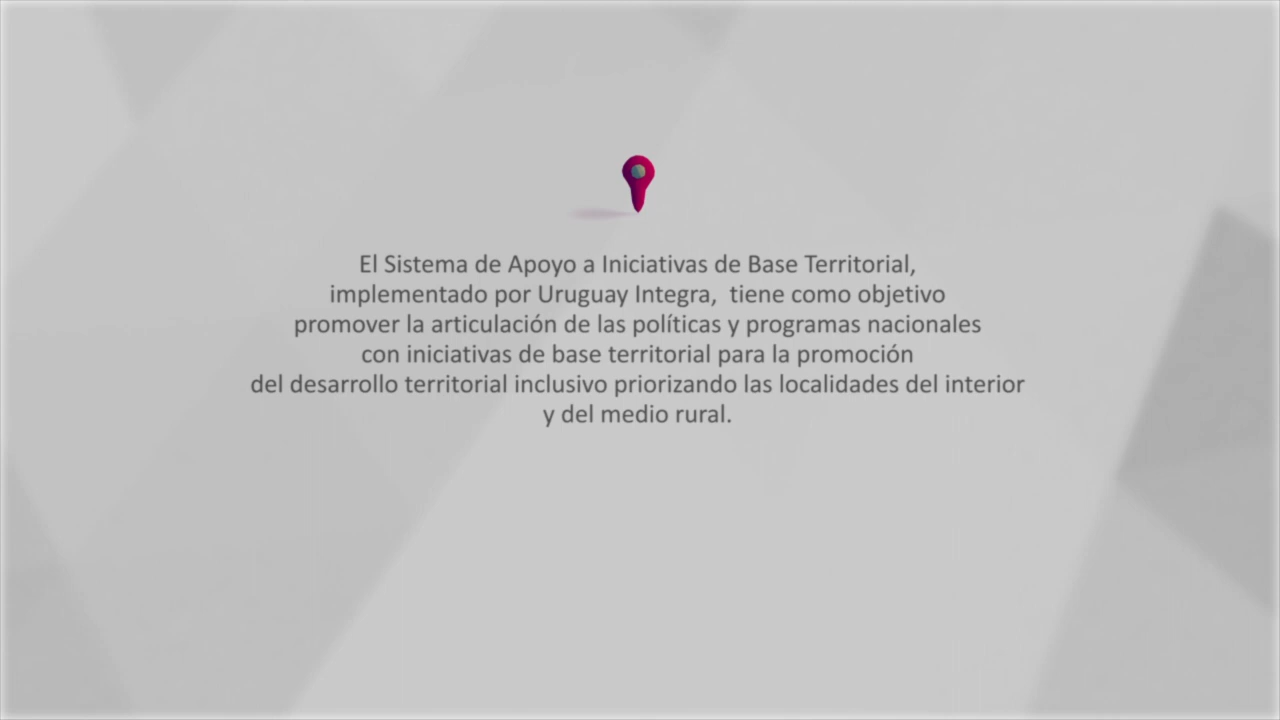 El Sistema de Apoyo a Iniciativas de Base Territorial,
implementado por Uruguay Integra,  tiene como objetivo
promover la articulación de las políticas y programas nacionales
con iniciativas de base territorial para la promoción
del desarrollo territorial inclusivo priorizando las localidades del interior
y del medio rural.